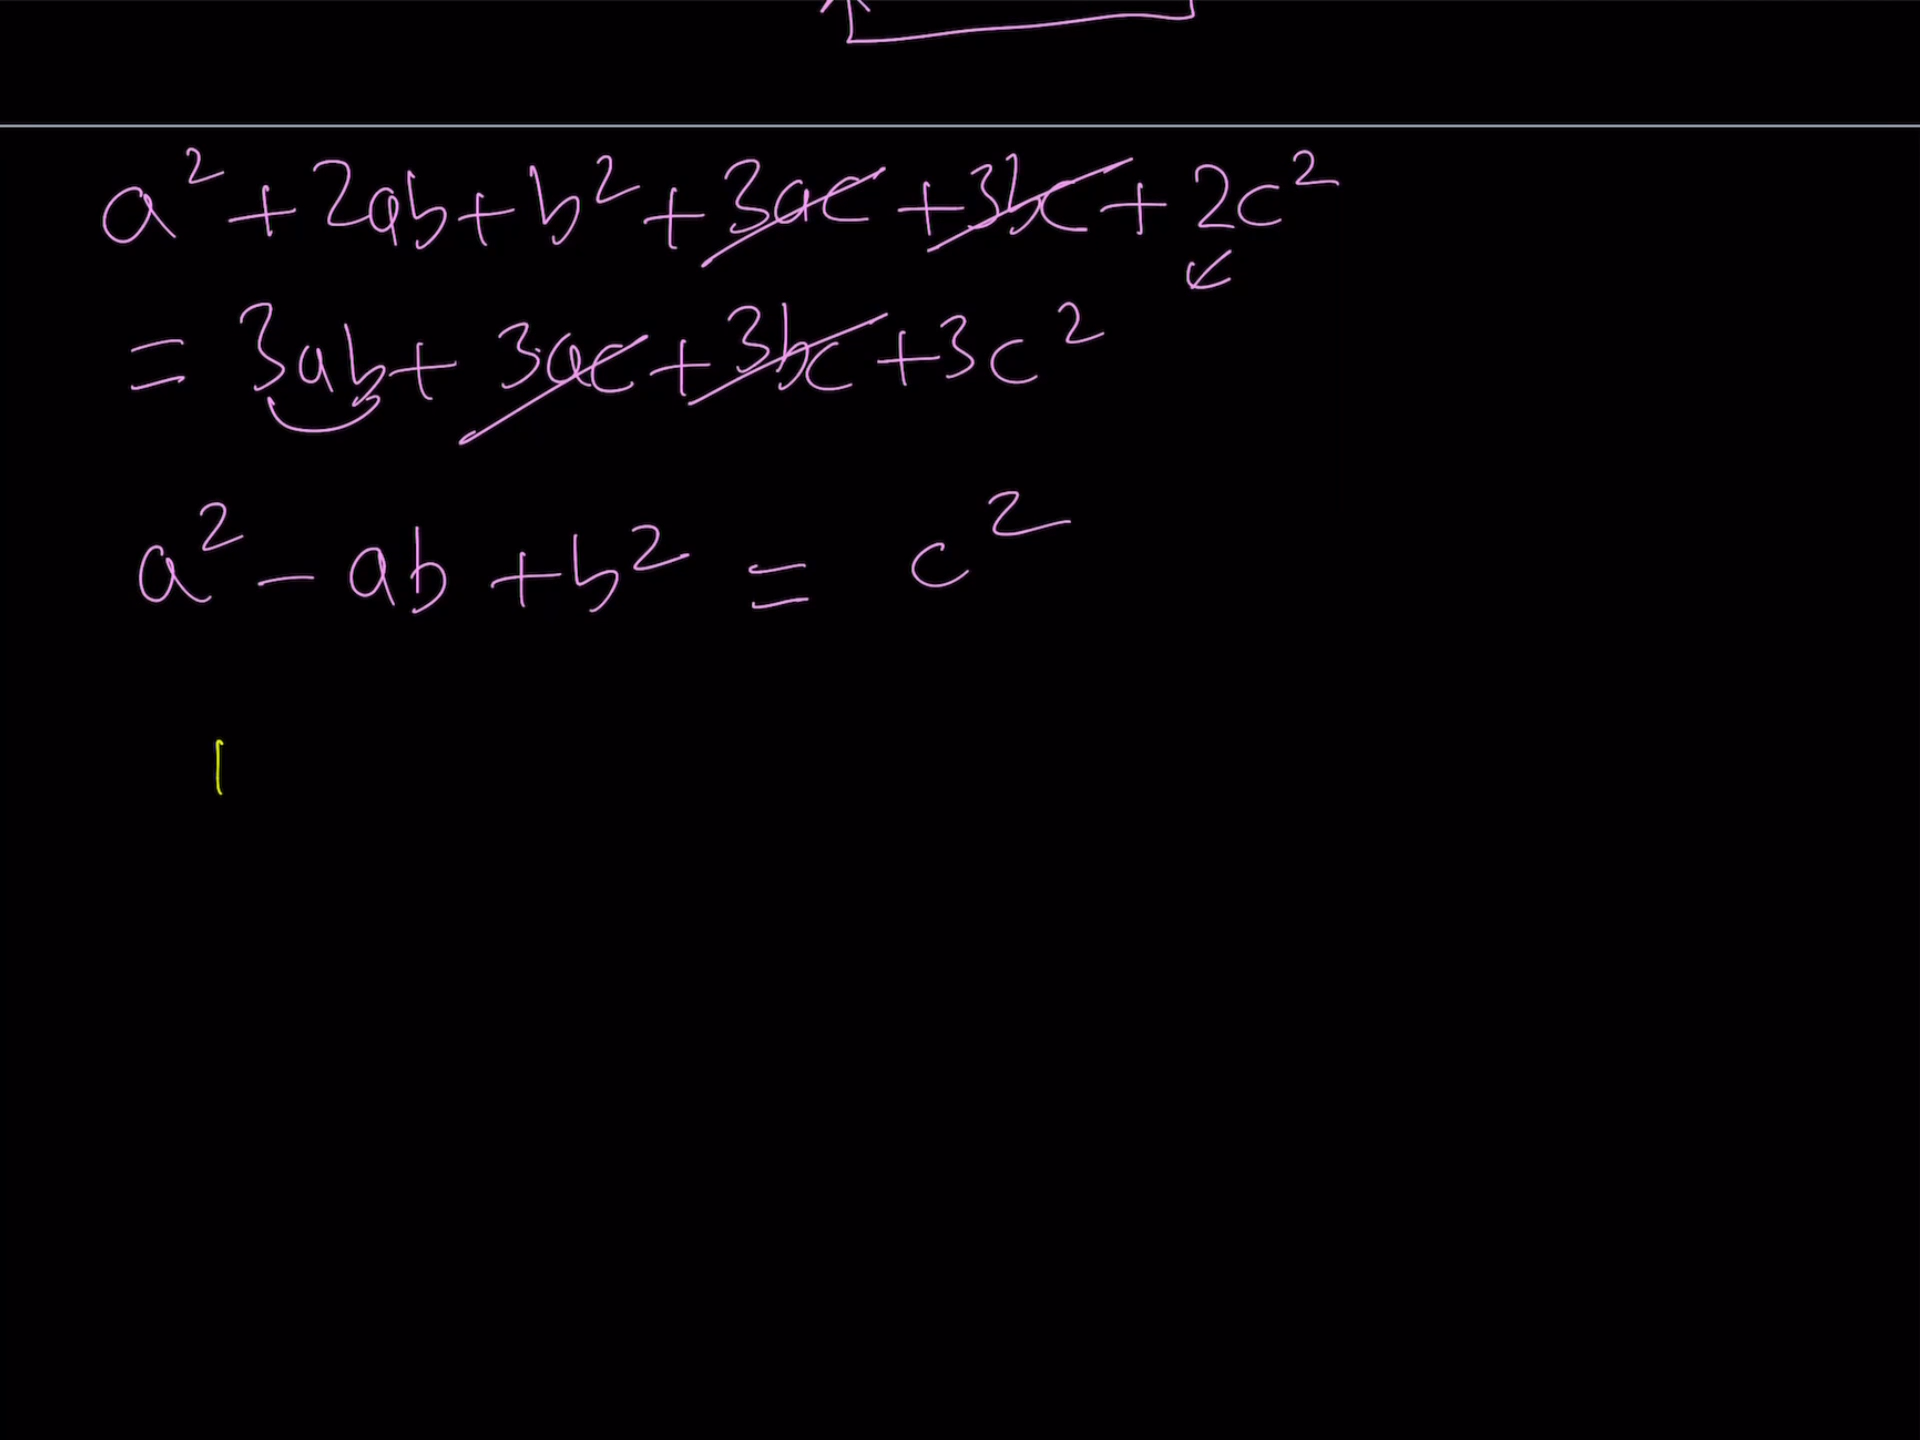 a² + 2ab + b² + 3ac + 3bc + 2c²
= 3ab + 3ac + 3bc + 3c²
a² - ab + b² = c²